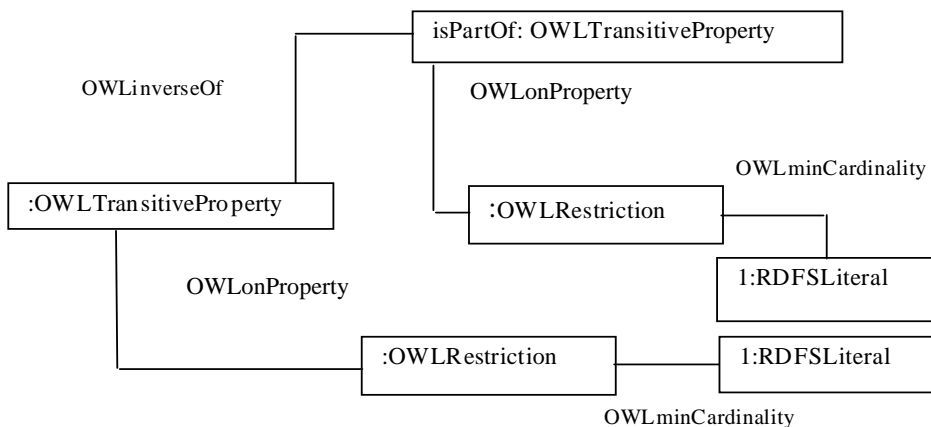 isPartOf: OWLTransitiveProperty
OWLinverseOf
OWLonProperty
OWLminCardinality
:OWLTransitiveProperty
:OWLRestriction
1:RDFSLiteral
OWLonProperty
:OWLRestriction
1:RDFSLiteral
OWLminCardinality